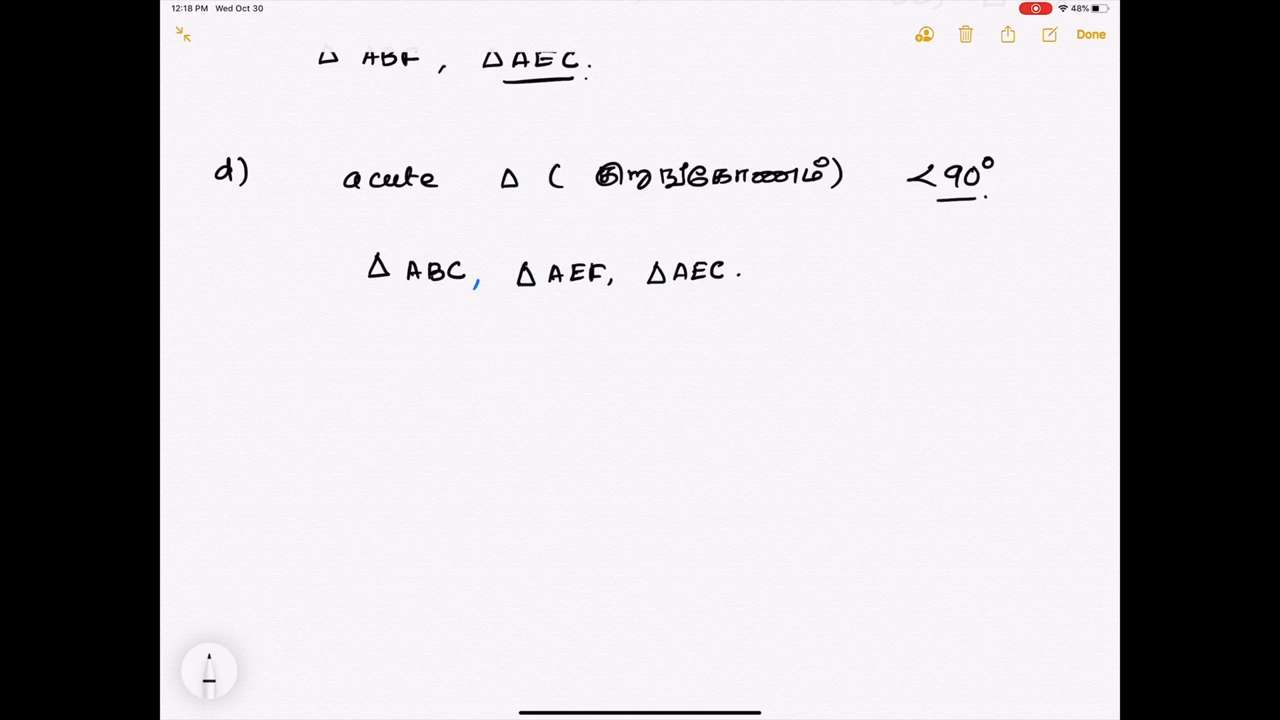 12:18 PM Wed Oct 30
48%
Done
Δ ABF, Δ AEC.
d) acute Δ ( குறுங்கோணம்) < 90°
Δ ABC, Δ AEF, Δ AEC.